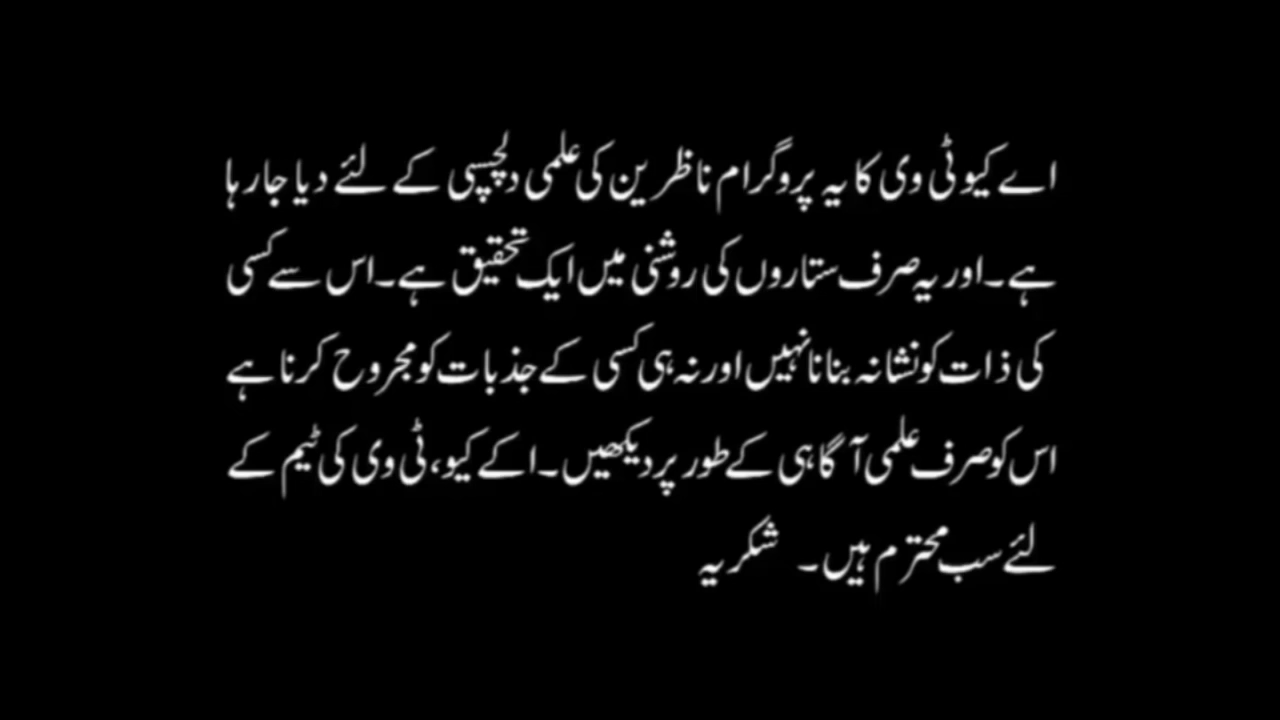 اے کیو ٹی وی کا یہ پروگرام ناظرین کی علمی دلچسپی کے لئے دیا جارہا
ہے۔ اور یہ صرف ستاروں کی روشنی میں ایک تحقیق ہے۔ اس سے کسی
کی ذات کو نشانہ بنانا نہیں اور نہ ہی کسی کے جذبات کو مجروح کرنا ہے
اس کو صرف علمی آگاہی کے طور پر دیکھیں۔ اکے کیو، ٹی وی کی ٹیم کے
لئے سب محترم ہیں۔ شکریہ